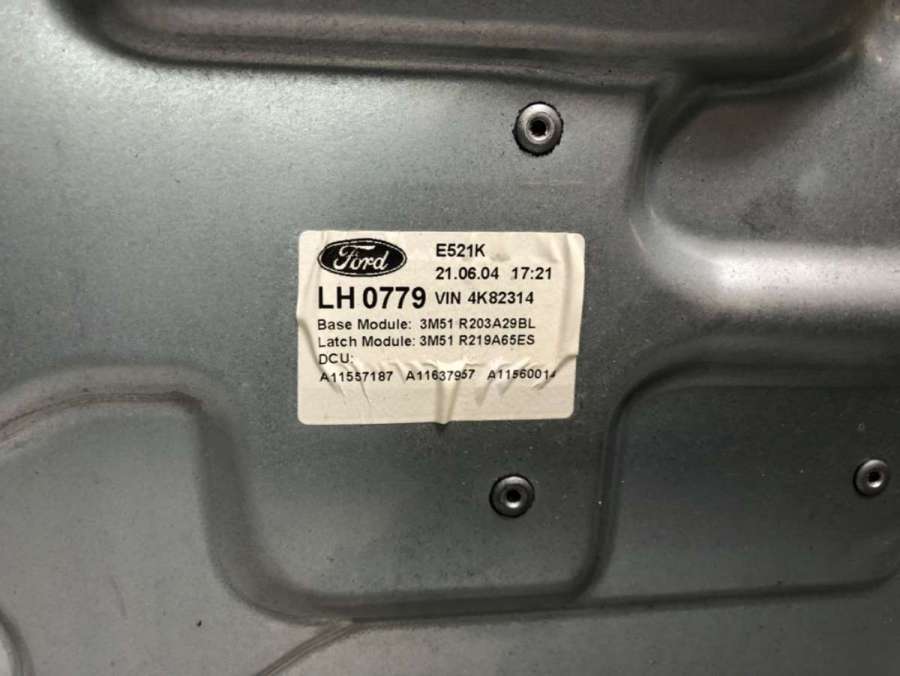 Ford E521K
21.06.04 17:21
LH 0779 VIN 4K82314
Base Module: 3M51 R203A29BL
Latch Module: 3M51 R219A65ES
DCU:
A11557187 A11637957 A11560014